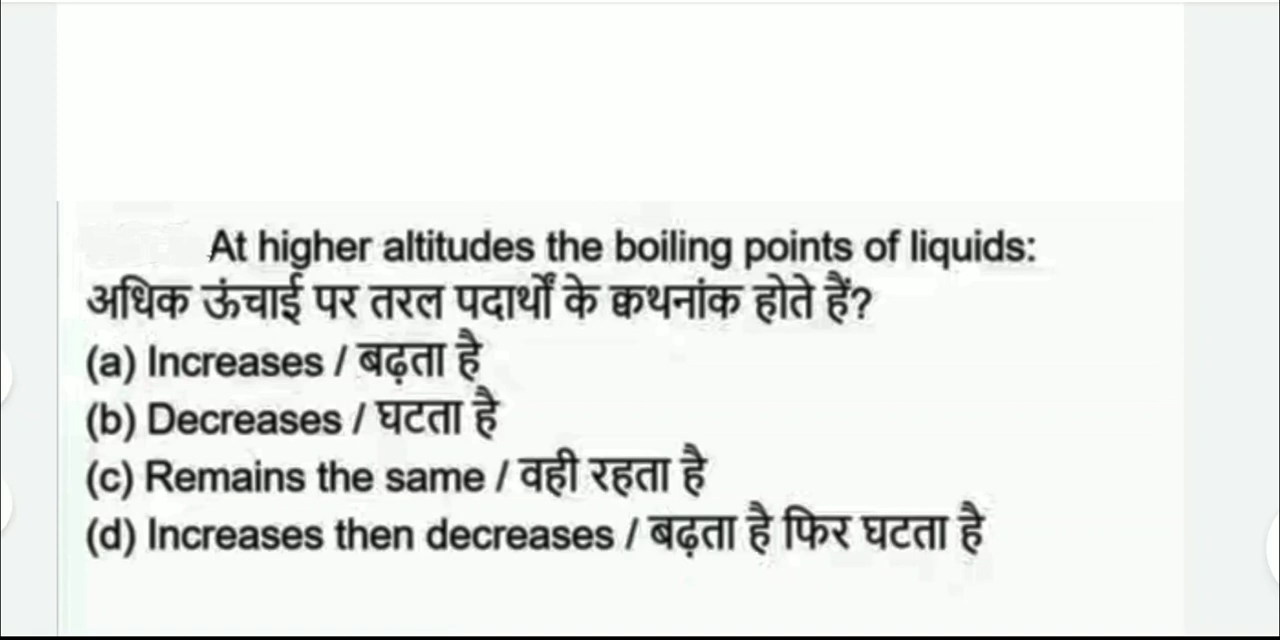 At higher altitudes the boiling points of liquids:
अधिक ऊंचाई पर तरल पदार्थों के क्वथनांक होते हैं?
(a) Increases / बढ़ता है
(b) Decreases / घटता है
(c) Remains the same / वही रहता है
(d) Increases then decreases / बढ़ता है फिर घटता है